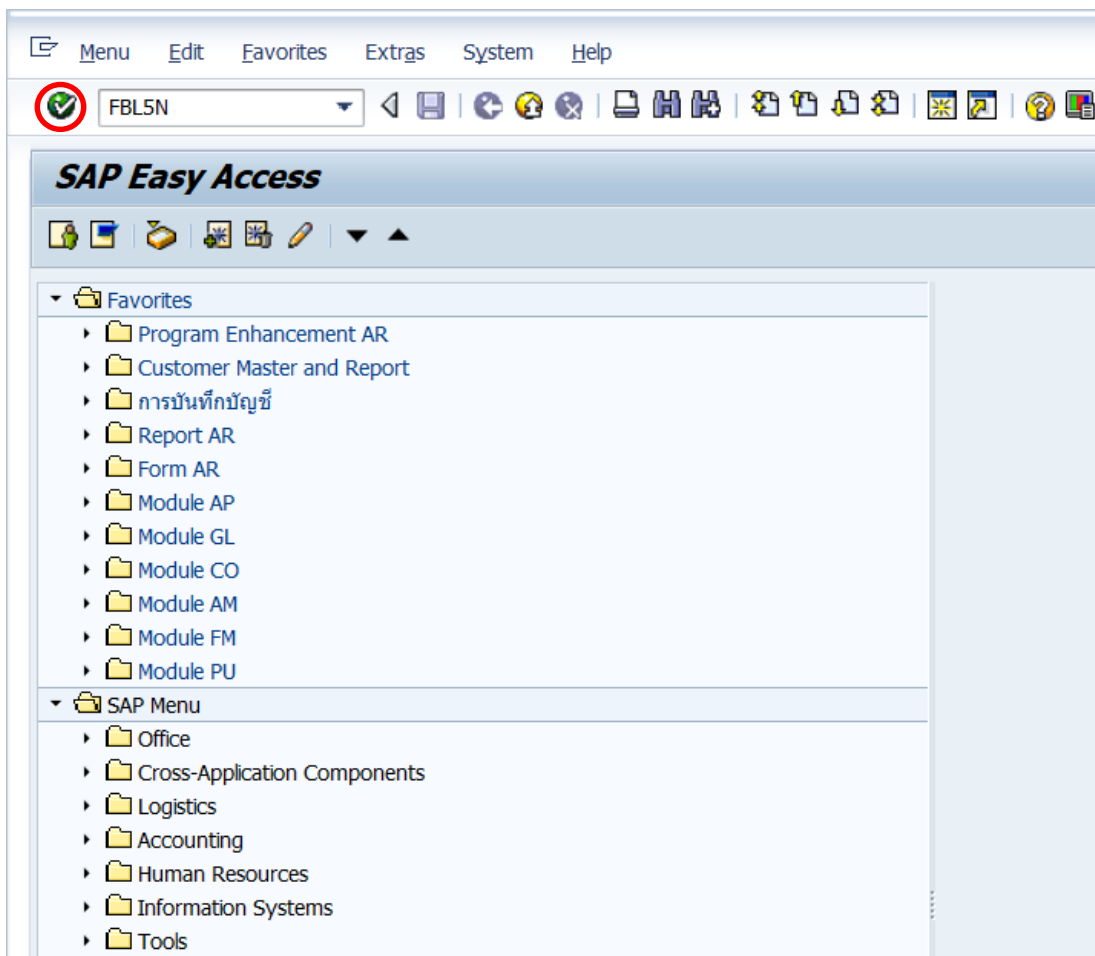 Menu Edit Favorites Extras System Help
FBL5N
SAP Easy Access
Favorites
Program Enhancement AR
Customer Master and Report
การบันทึกบัญชี
Report AR
Form AR
Module AP
Module GL
Module CO
Module AM
Module FM
Module PU
SAP Menu
Office
Cross-Application Components
Logistics
Accounting
Human Resources
Information Systems
Tools